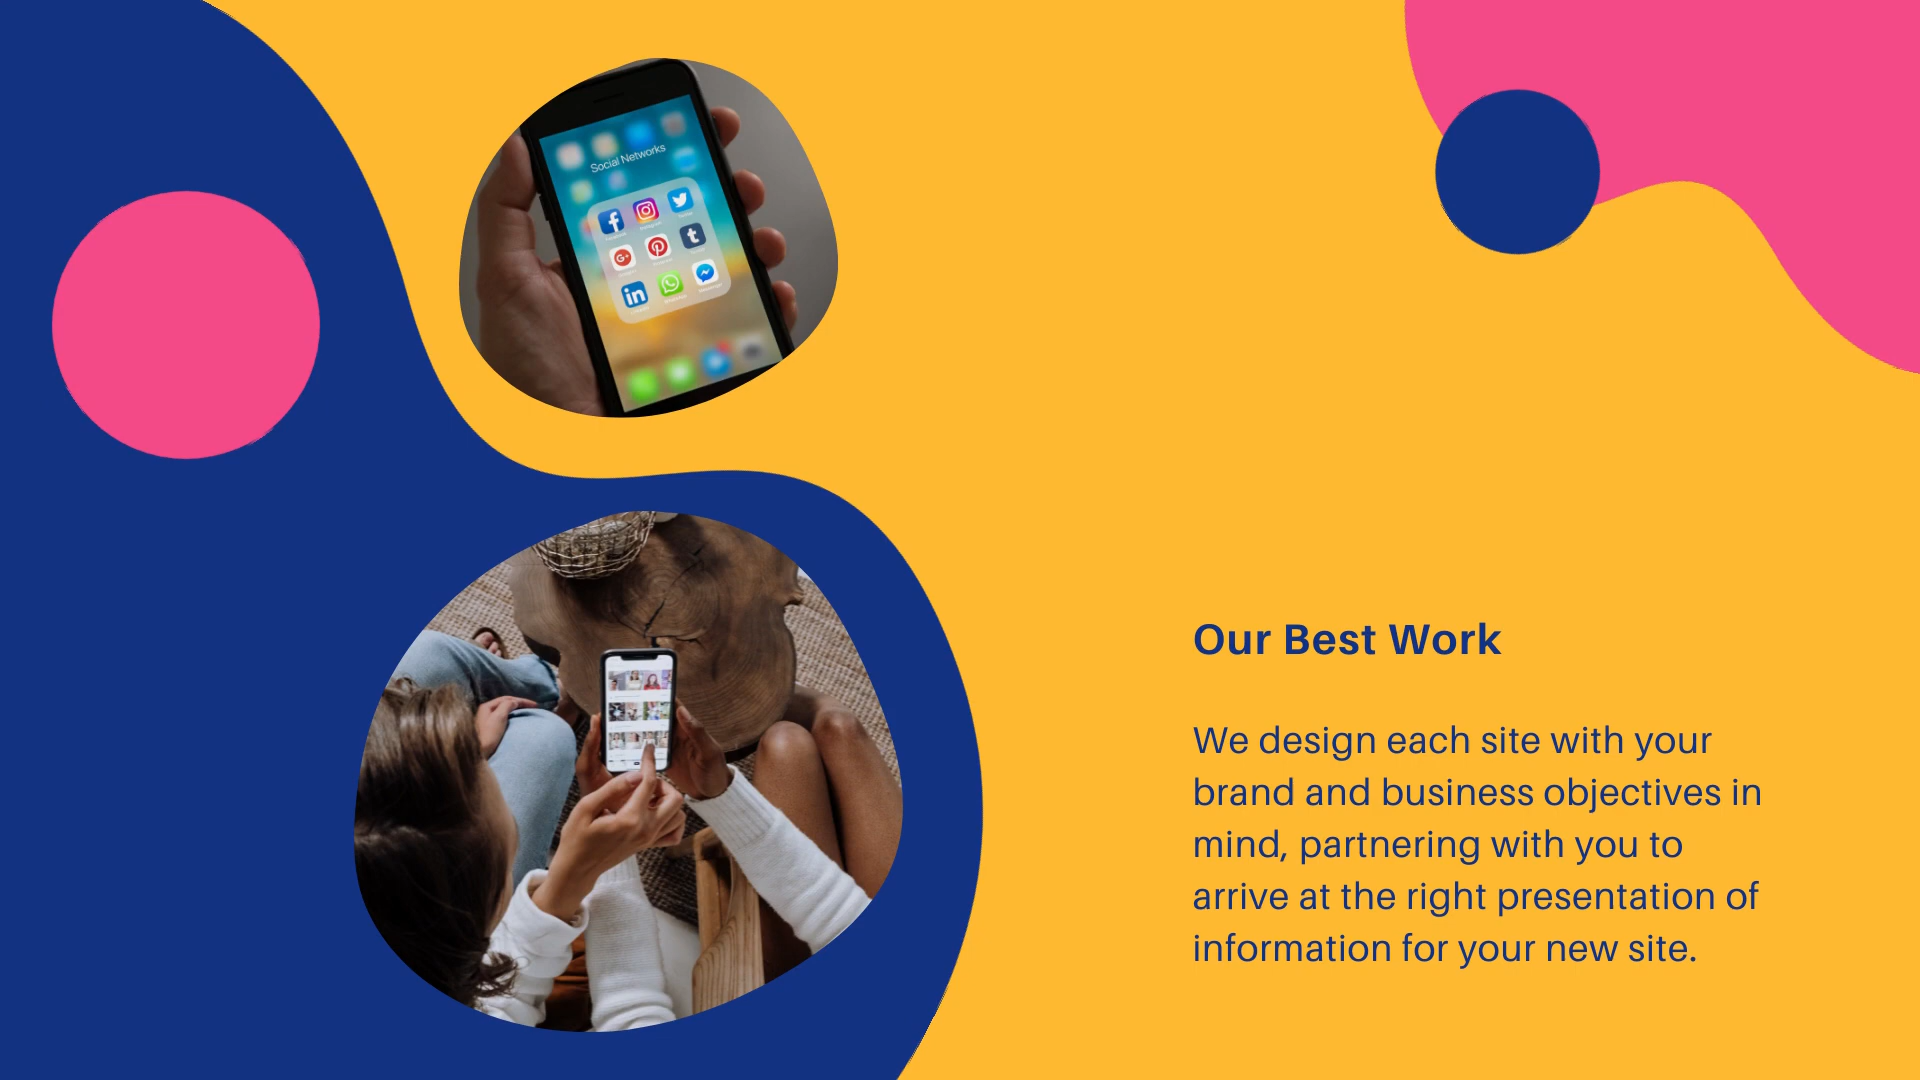 Social Networks
Our Best Work
We design each site with your
brand and business objectives in
mind, partnering with you to
arrive at the right presentation of
information for your new site.